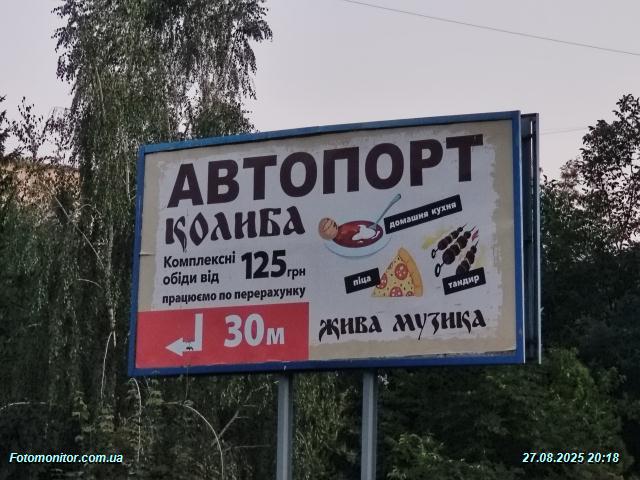 АВТОПОРТ
КОЛИБА
домашня кухня
Комплексні
обіди від 125 грн
піца
тандир
працюємо по перерахунку
30м
ЖИВА МУЗИКА
Fotomonitor.com.ua
27.08.2025 20:18